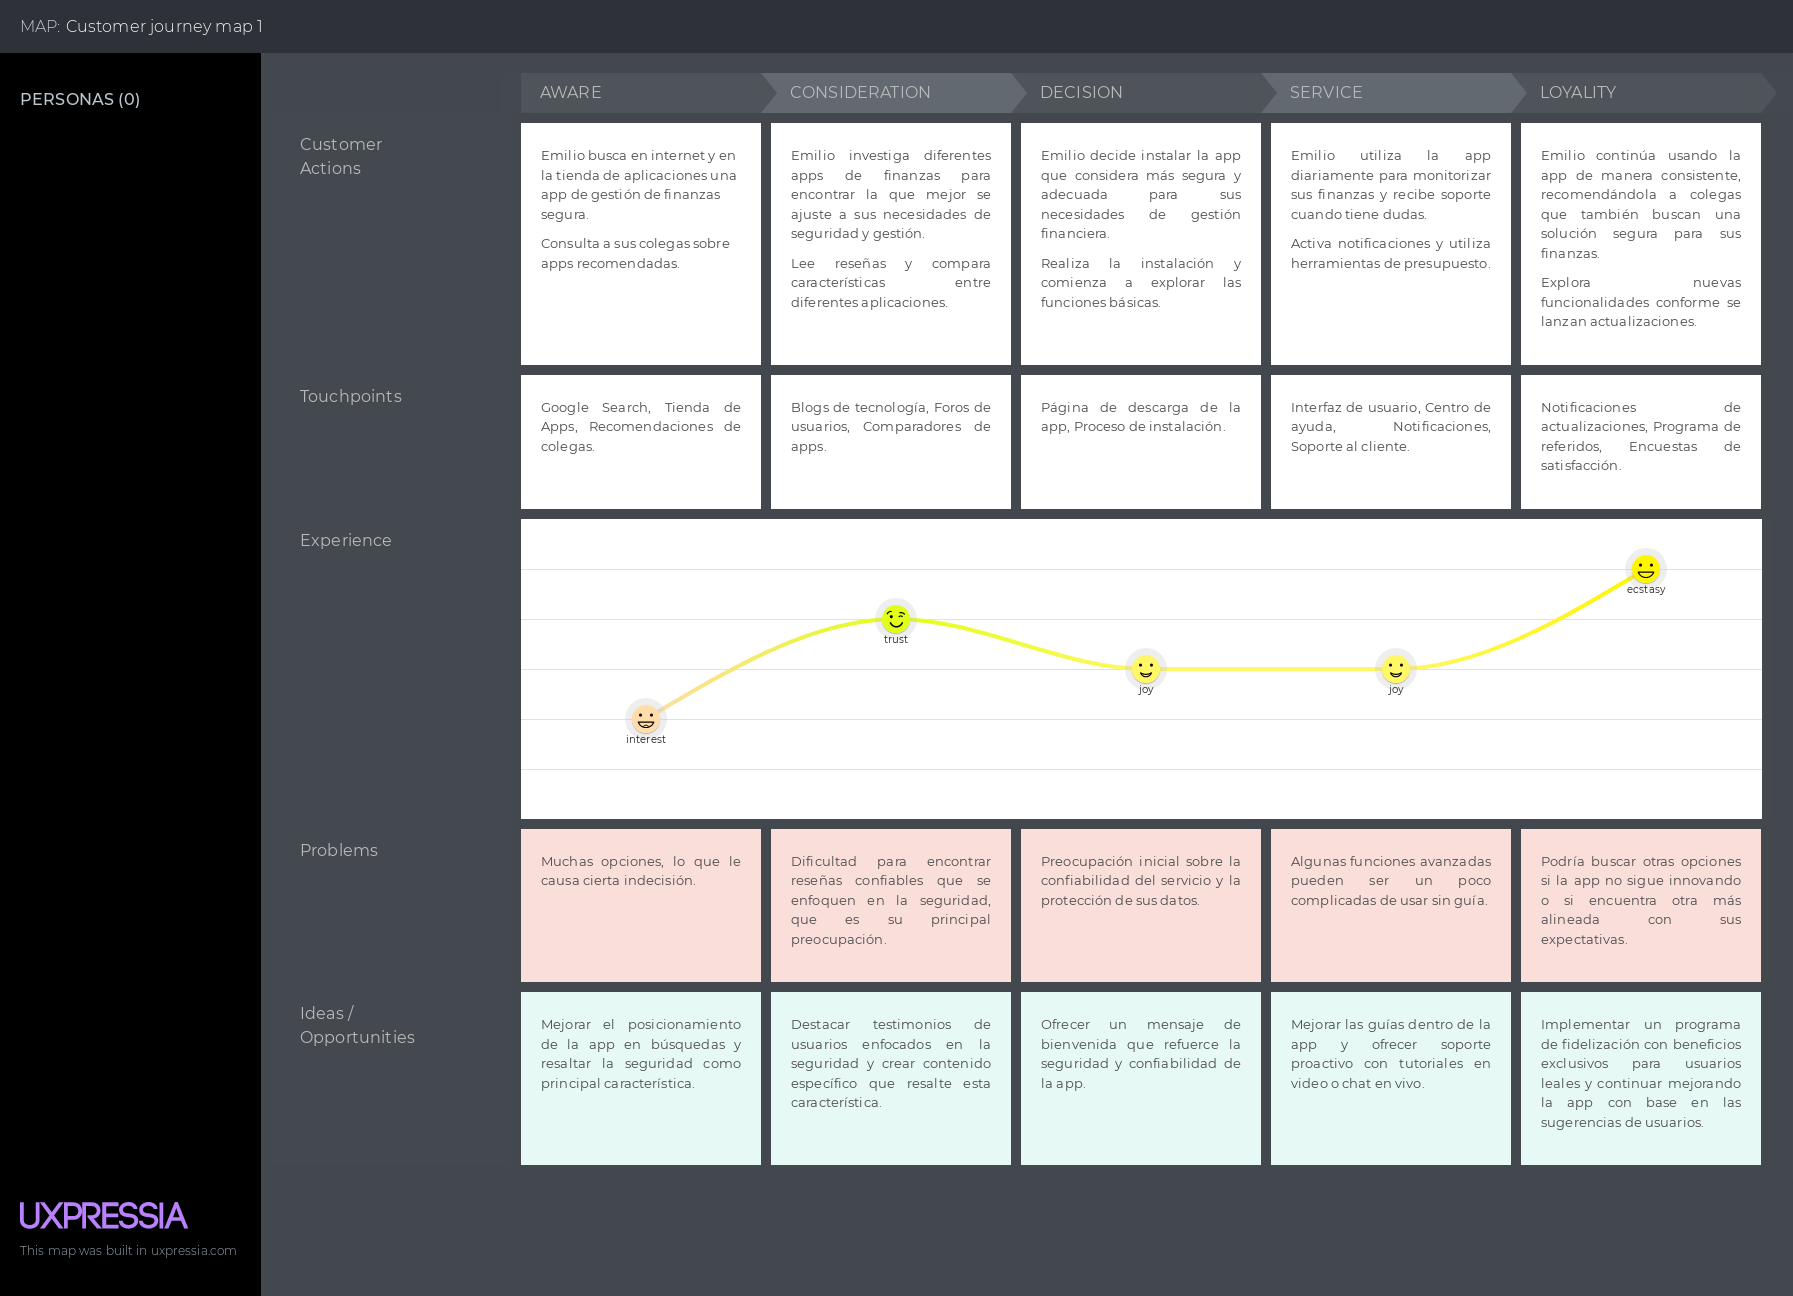 MAP: Customer journey map 1
PERSONAS (0)
AWARE
CONSIDERATION
DECISION
SERVICE
LOYALITY
Customer
Actions
Emilio busca en internet y en
la tienda de aplicaciones una
app de gestión de finanzas
segura.
Consulta a sus colegas sobre
apps recomendadas.
Emilio investiga diferentes
apps de finanzas para
encontrar la que mejor se
ajuste a sus necesidades de
seguridad y gestión.
Lee reseñas y compara
características entre
diferentes aplicaciones.
Emilio decide instalar la app
que considera más segura y
adecuada para sus
necesidades de gestión
financiera.
Realiza la instalación y
comienza a explorar las
funciones básicas.
Emilio utiliza la app
diariamente para monitorizar
sus finanzas y recibe soporte
cuando tiene dudas.
Activa notificaciones y utiliza
herramientas de presupuesto.
Emilio continúa usando la
app de manera consistente,
recomendándola a colegas
que también buscan una
solución segura para sus
finanzas.
Explora nuevas
funcionalidades conforme se
lanzan actualizaciones.
Touchpoints
Google Search, Tienda de
Apps, Recomendaciones de
colegas.
Blogs de tecnología, Foros de
usuarios, Comparadores de
apps.
Página de descarga de la
app, Proceso de instalación.
Interfaz de usuario, Centro de
ayuda, Notificaciones,
Soporte al cliente.
Notificaciones de
actualizaciones, Programa de
referidos, Encuestas de
satisfacción.
Experience
interest
trust
joy
joy
ecstasy
Problems
Muchas opciones, lo que le
causa cierta indecisión.
Dificultad para encontrar
reseñas confiables que se
enfoquen en la seguridad,
que es su principal
preocupación.
Preocupación inicial sobre la
confiabilidad del servicio y la
protección de sus datos.
Algunas funciones avanzadas
pueden ser un poco
complicadas de usar sin guía.
Podría buscar otras opciones
si la app no sigue innovando
o si encuentra otra más
alineada con sus
expectativas.
Ideas /
Opportunities
Mejorar el posicionamiento
de la app en búsquedas y
resaltar la seguridad como
principal característica.
Destacar testimonios de
usuarios enfocados en la
seguridad y crear contenido
específico que resalte esta
característica.
Ofrecer un mensaje de
bienvenida que refuerce la
seguridad y confiabilidad de
la app.
Mejorar las guías dentro de la
app y ofrecer soporte
proactivo con tutoriales en
video o chat en vivo.
Implementar un programa
de fidelización con beneficios
exclusivos para usuarios
leales y continuar mejorando
la app con base en las
sugerencias de usuarios.
UXPRESSIA
This map was built in uxpressia.com